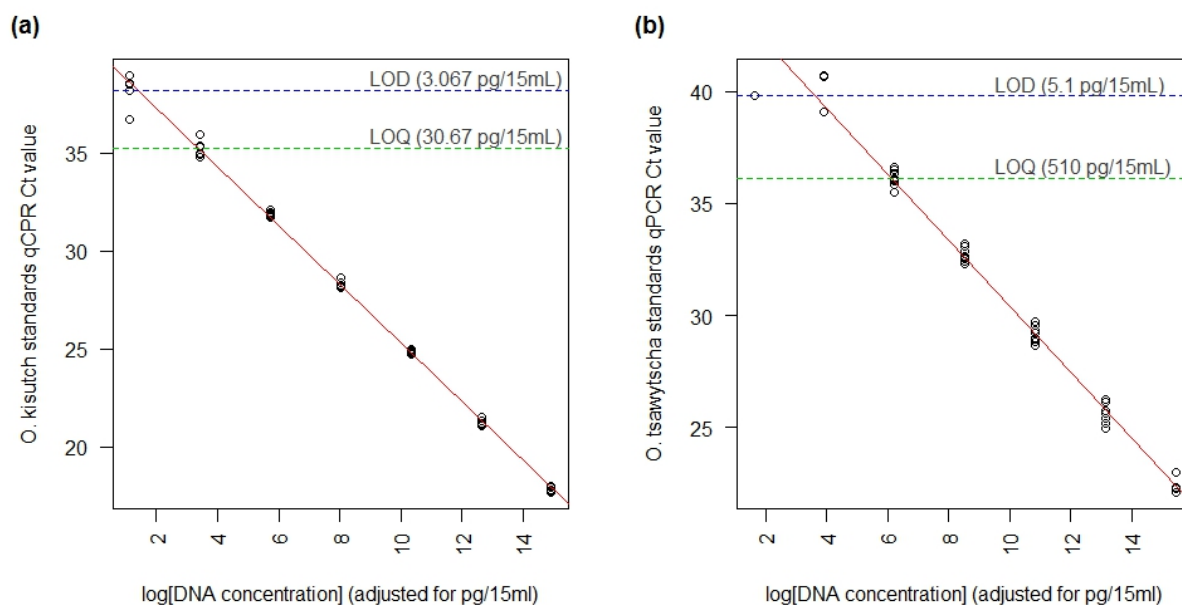 (a)
LOD (3.067 pg/15mL)
LOQ (30.67 pg/15mL)
35
30
25
20
O. kisutch standards qCPR Ct value
2 4 6 8 10 12 14
log[DNA concentration] (adjusted for pg/15ml)
(b)
LOD (5.1 pg/15mL)
LOQ (510 pg/15mL)
40
35
30
25
O. tsawytscha standards qPCR Ct value
2 4 6 8 10 12 14
log[DNA concentration] (adjusted for pg/15ml)